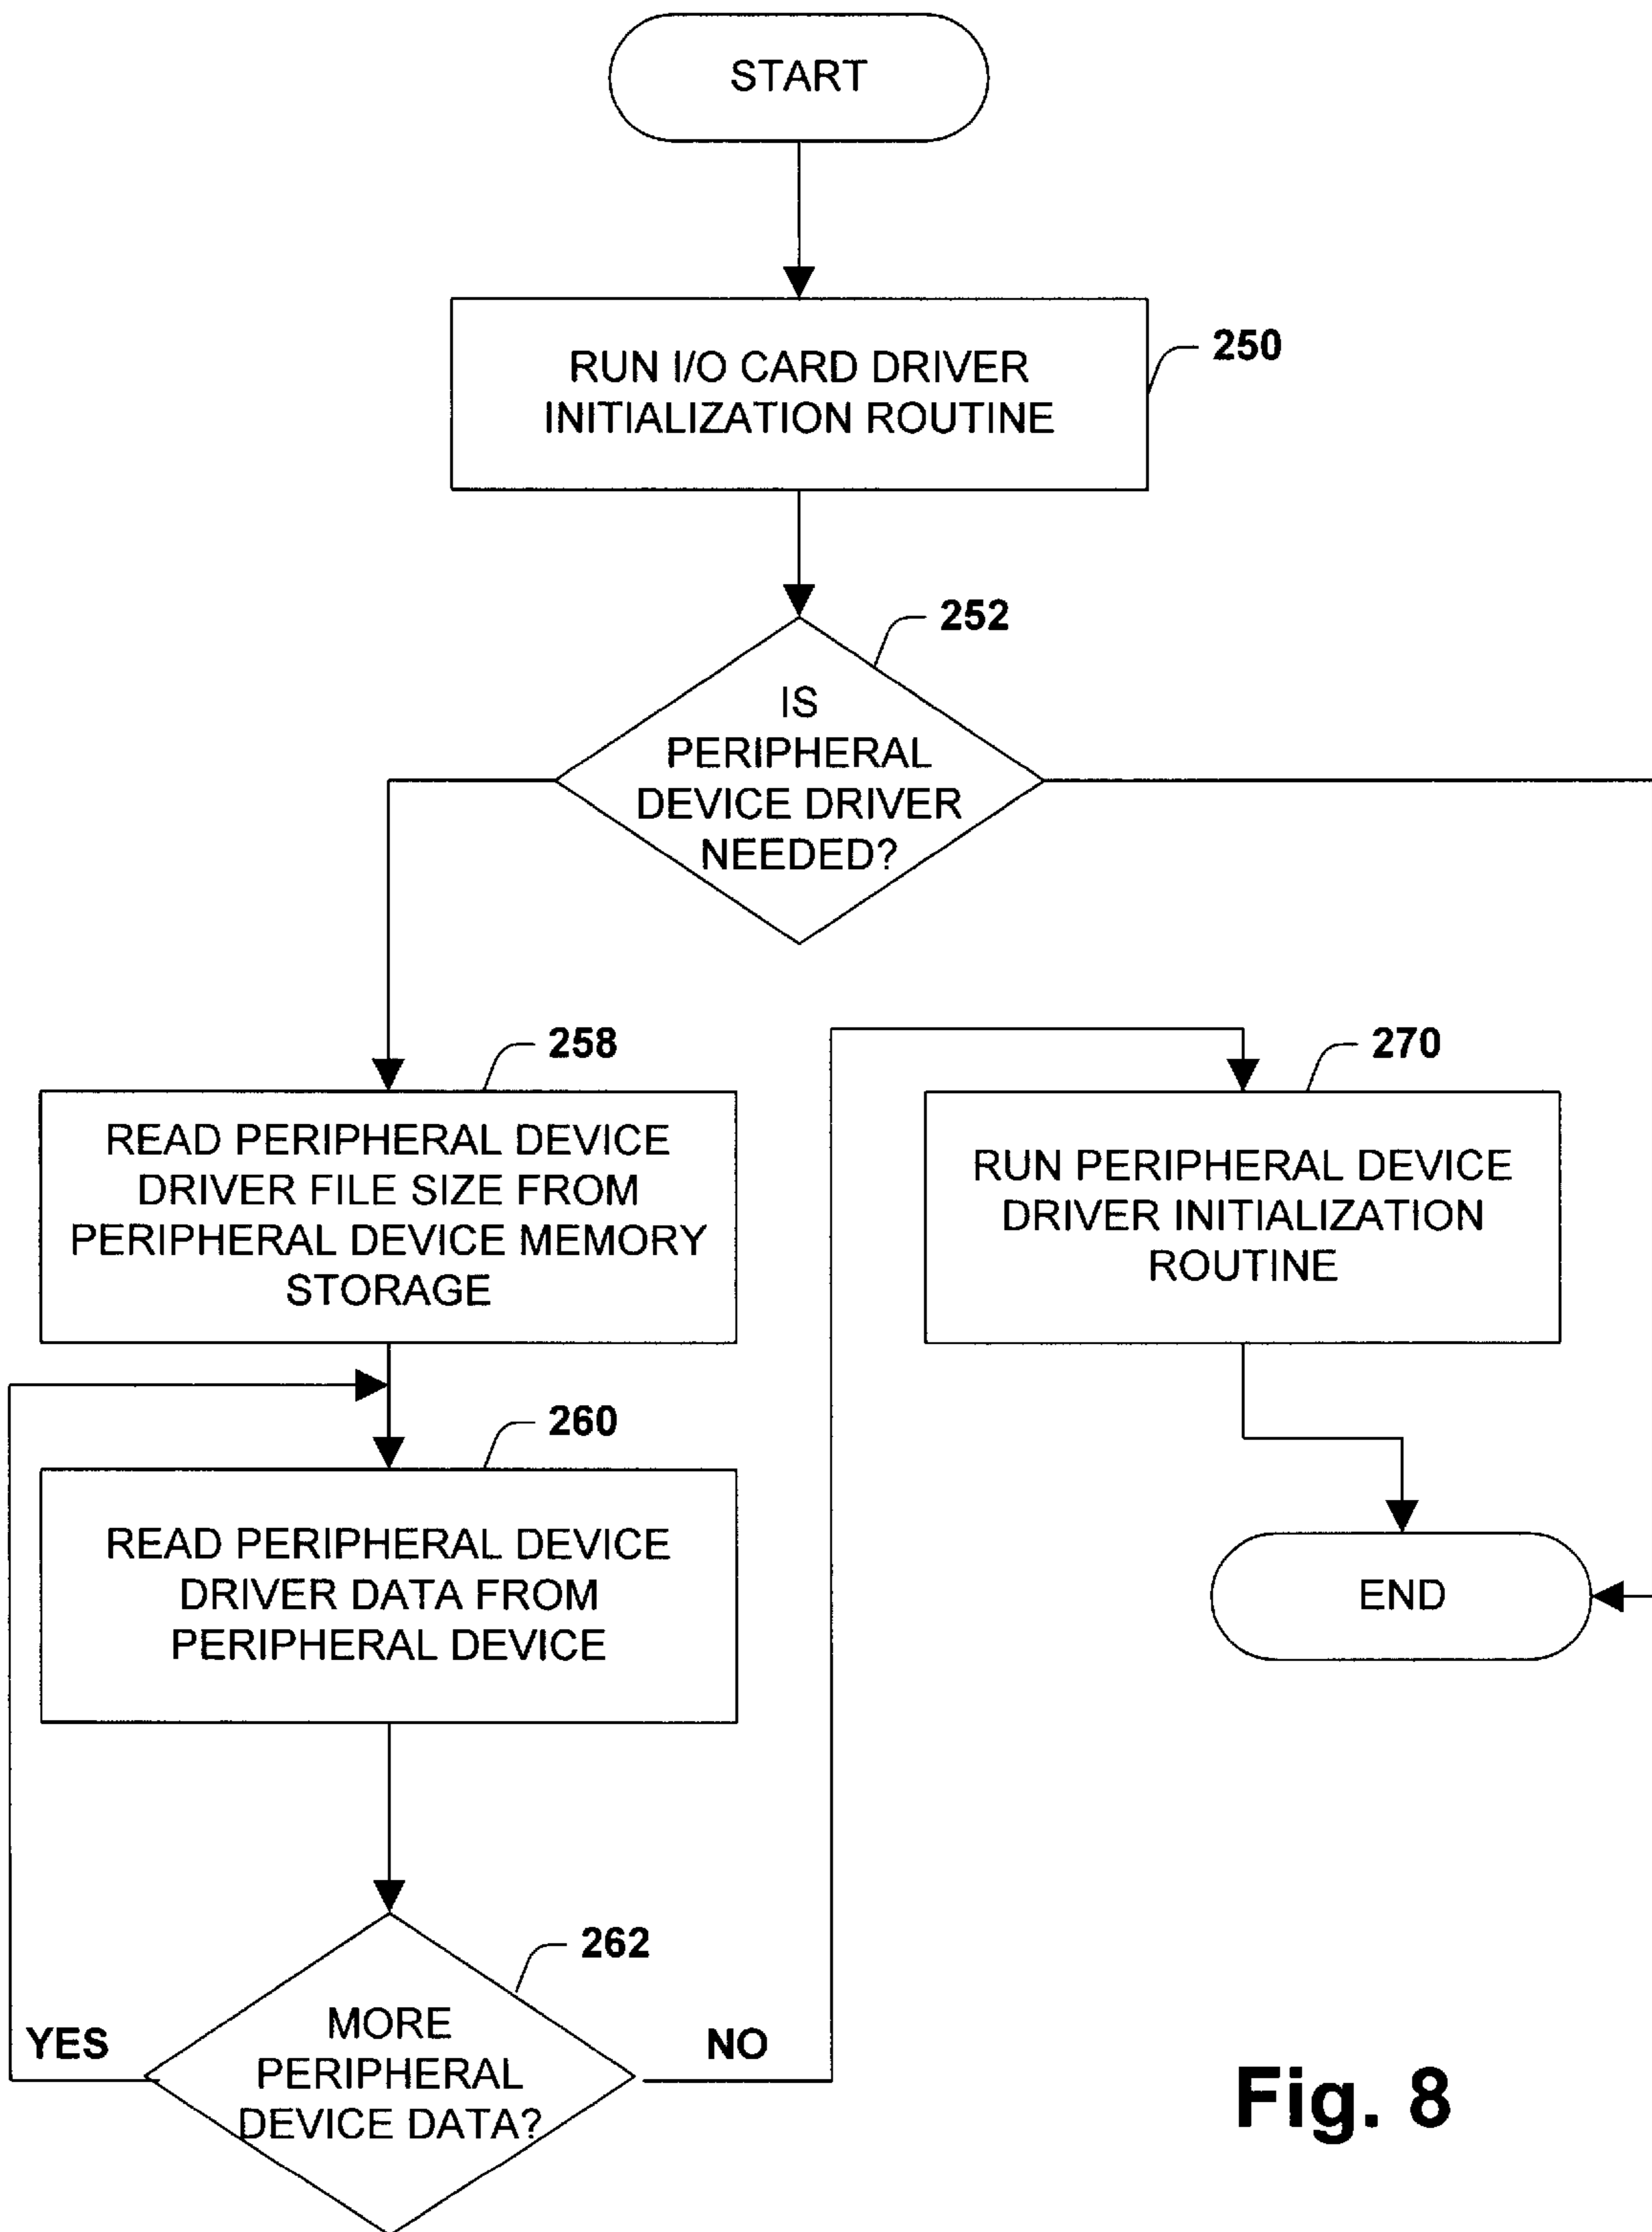 START
RUN I/O CARD DRIVER
INITIALIZATION ROUTINE
250
252
IS
PERIPHERAL
DEVICE DRIVER
NEEDED?
258
READ PERIPHERAL DEVICE
DRIVER FILE SIZE FROM
PERIPHERAL DEVICE MEMORY
STORAGE
270
RUN PERIPHERAL DEVICE
DRIVER INITIALIZATION
ROUTINE
260
READ PERIPHERAL DEVICE
DRIVER DATA FROM
PERIPHERAL DEVICE
END
262
MORE
PERIPHERAL
DEVICE DATA?
YES
NO
Fig. 8